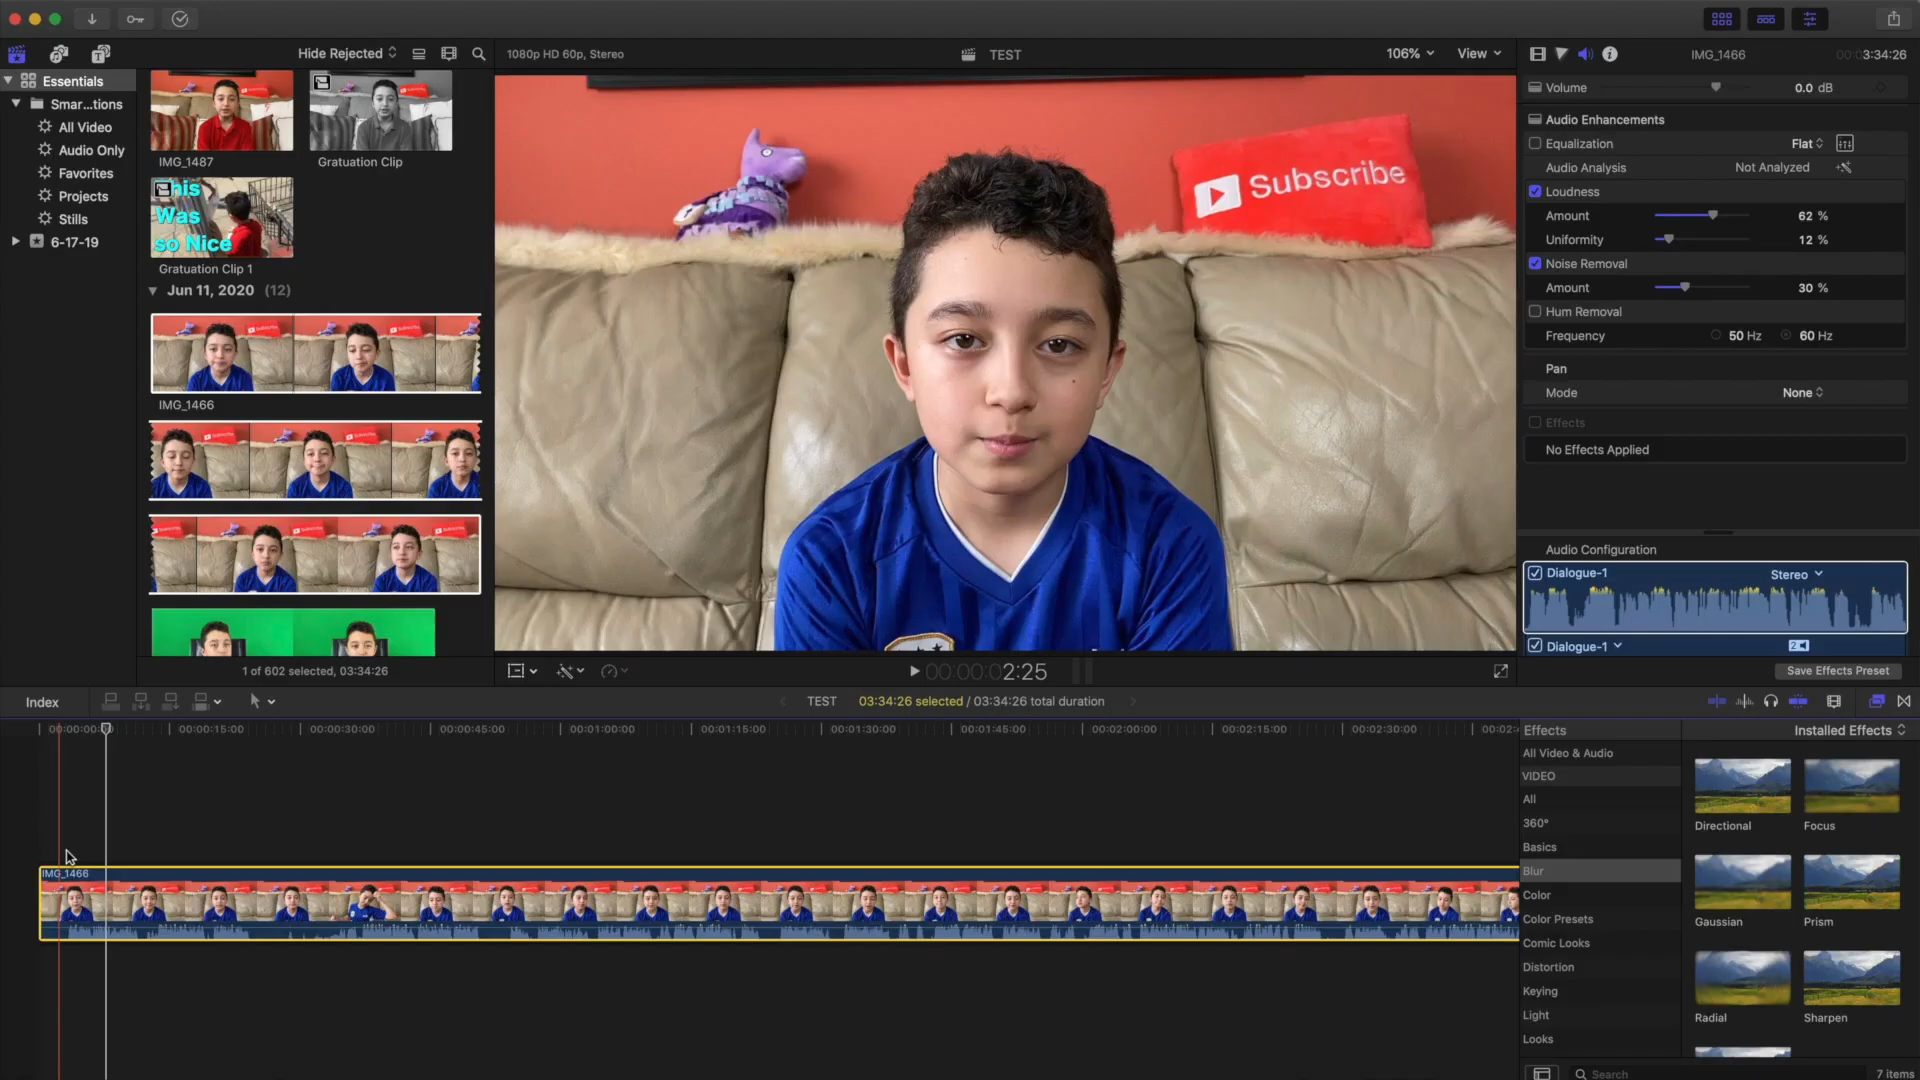 Hide Rejected
1080p HD 60p, Stereo
TEST
106%
View
IMG_1466
3:34:26
Essentials
Smar...tions
All Video
Audio Only
Favorites
Projects
Stills
6-17-19
IMG_1487
Gratuation Clip
This
Was
so Nice
Gratuation Clip 1
Jun 11, 2020 (12)
IMG_1466
1 of 602 selected, 03:34:26
Subscribe
00:00:02:25
Volume 0.0 dB
Audio Enhancements
Equalization Flat
Audio Analysis Not Analyzed
Loudness
Amount 62 %
Uniformity 12 %
Noise Removal
Amount 30 %
Hum Removal
Frequency 50 Hz 60 Hz
Pan
Mode None
Effects
No Effects Applied
Audio Configuration
Dialogue-1 Stereo
Dialogue-1 2
Save Effects Preset
Index
TEST 03:34:26 selected / 03:34:26 total duration
00:00:15:00 00:00:30:00 00:00:45:00 00:01:00:00 00:01:15:00 00:01:30:00 00:01:45:00 00:02:00:00 00:02:15:00 00:02:30:00
IMG_1466
Effects
Installed Effects
All Video & Audio
VIDEO
All
360°
Basics
Blur
Color
Color Presets
Comic Looks
Distortion
Keying
Light
Looks
Directional
Focus
Gaussian
Prism
Radial
Sharpen
Search
7 items